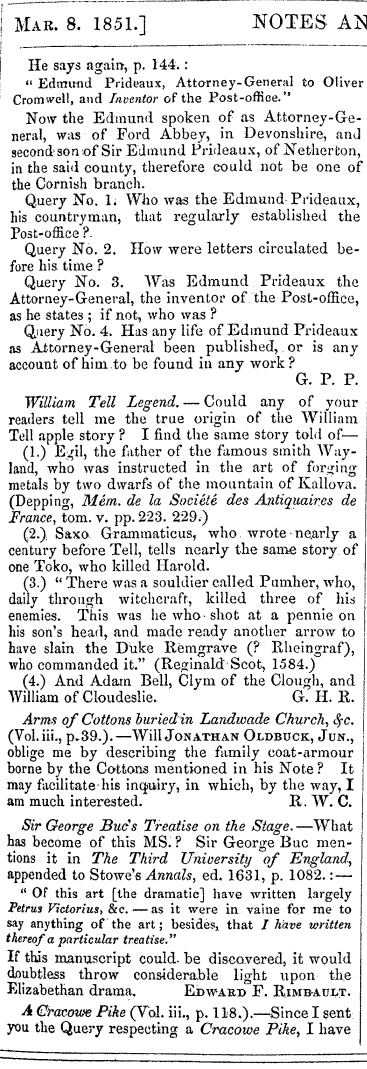 MAR. 8. 1851.] NOTES AN
He says again, p. 144.:
"Edmund Prideaux, Attorney-General to Oliver
Cromwell, and Inventor of the Post-office."
Now the Edmund spoken of as Attorney-Ge-
neral, was of Ford Abbey, in Devonshire, and
second son of Sir Edmund Prideaux, of Netherton,
in the said county, therefore could not be one of
the Cornish branch.
Query No. 1. Who was the Edmund Prideaux,
his countryman, that regularly established the
Post-office?
Query No. 2. How were letters circulated be-
fore his time?
Query No. 3. Was Edmund Prideaux the
Attorney-General, the inventor of the Post-office,
as he states; if not, who was?
Query No. 4. Has any life of Edmund Prideaux
as Attorney-General been published, or is any
account of him to be found in any work?
G. P. P.
William Tell Legend.—Could any of your
readers tell me the true origin of the William
Tell apple story? I find the same story told of—
(1.) Egil, the father of the famous smith Way-
land, who was instructed in the art of forging
metals by two dwarfs of the mountain of Kallova.
(Depping, Mém. de la Société des Antiquaires de
France, tom. v. pp. 223. 229.)
(2.) Saxo Grammaticus, who wrote nearly a
century before Tell, tells nearly the same story of
one Toko, who killed Harold.
(3.) "There was a souldier called Pumher, who,
daily through witchcraft, killed three of his
enemies. This was he who shot at a pennie on
his son's head, and made ready another arrow to
have slain the Duke Remgrave (? Rheingraf),
who commanded it." (Reginald Scot, 1584.)
(4.) And Adam Bell, Clym of the Clough, and
William of Cloudeslie. G. H. R.
Arms of Cottons buried in Landwade Church, &c.
(Vol. iii., p. 39.).—Will JONATHAN OLDBUCK, JUN.,
oblige me by describing the family coat-armour
borne by the Cottons mentioned in his Note? It
may facilitate his inquiry, in which, by the way, I
am much interested. R. W. C.
Sir George Buc's Treatise on the Stage.—What
has become of this MS.? Sir George Buc men-
tions it in The Third University of England,
appended to Stowe's Annals, ed. 1631, p. 1082.:—
"Of this art [the dramatic] have written largely
Petrus Victorius, &c.—as it were in vaine for me to
say anything of the art; besides, that I have written
thereof a particular treatise."
If this manuscript could be discovered, it would
doubtless throw considerable light upon the
Elizabethan drama. EDWARD F. RIMBAULT.
A Cracowe Pike (Vol. iii., p. 118.).—Since I sent
you the Query respecting a Cracowe Pike, I have